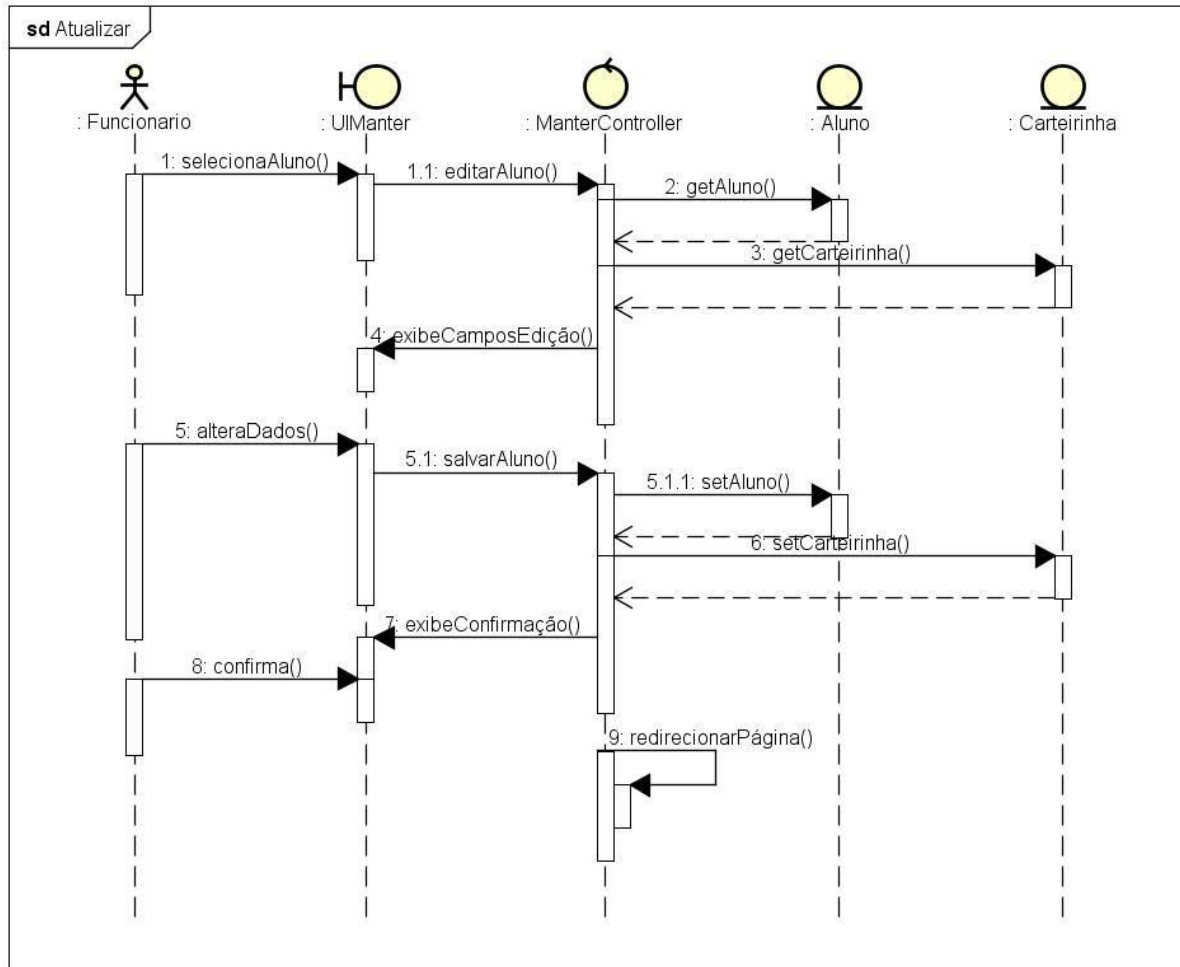 sd Atualizar
: Funcionario
: UIManter
: ManterController
: Aluno
: Carteirinha
1: selecionaAluno()
1.1: editarAluno()
2: getAluno()
3: getCarteirinha()
4: exibeCamposEdição()
5: alteraDados()
5.1: salvarAluno()
5.1.1: setAluno()
6: setCarteirinha()
7: exibeConfirmação()
8: confirma()
9: redirecionarPágina()